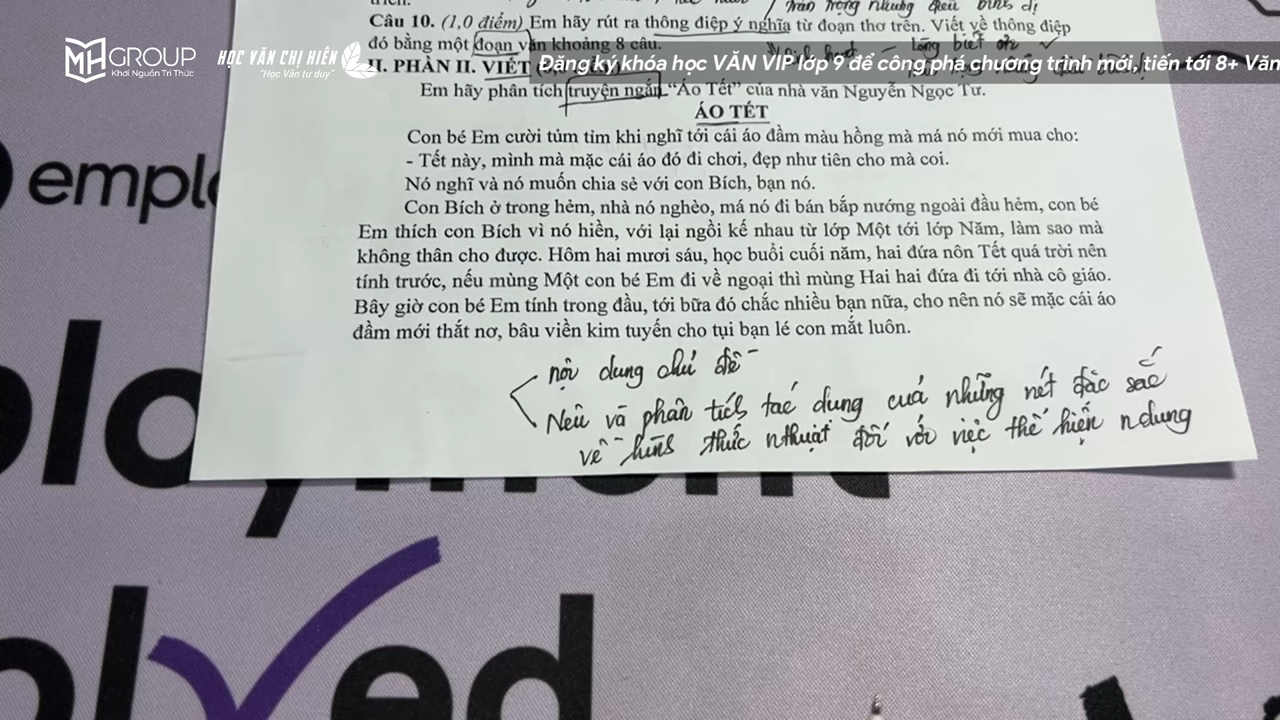 trân trọng những điều bình dị
Câu 10. (1,0 điểm) Em hãy rút ra thông điệp ý nghĩa từ đoạn thơ trên. Viết về thông điệp
đó bằng một đoạn văn khoảng 8 câu.
lòng biết ơn
MH GROUP
Khơi Nguồn Tri Thức
HỌC VĂN CHỊ HIÊN
"Học Văn tư duy"
Đăng ký khóa học VĂN VIP lớp 9 để công phá chương trình mới, tiến tới 8+ Văn
II. PHẦN II. VIẾT
Em hãy phân tích truyện ngắn "Áo Tết" của nhà văn Nguyễn Ngọc Tư.
ÁO TẾT
Con bé Em cười tủm tỉm khi nghĩ tới cái áo đầm màu hồng mà má nó mới mua cho:
- Tết này, mình mà mặc cái áo đó đi chơi, đẹp như tiên cho mà coi.
Nó nghĩ và nó muốn chia sẻ với con Bích, bạn nó.
Con Bích ở trong hẻm, nhà nó nghèo, má nó đi bán bắp nướng ngoài đầu hẻm, con bé
Em thích con Bích vì nó hiền, với lại ngồi kế nhau từ lớp Một tới lớp Năm, làm sao mà
không thân cho được. Hôm hai mươi sáu, học buổi cuối năm, hai đứa nôn Tết quá trời nên
tính trước, nếu mùng Một con bé Em đi về ngoại thì mùng Hai hai đứa đi tới nhà cô giáo.
Bây giờ con bé Em tính trong đầu, tới bữa đó chắc nhiều bạn nữa, cho nên nó sẽ mặc cái áo
đầm mới thắt nơ, bâu viền kim tuyến cho tụi bạn lé con mắt luôn.
nội dung chủ đề
Nêu và phân tích tác dụng của những nét đặc sắc
về hình thức nthuật đối với việc thể hiện ndung
emplo
ployment
olved